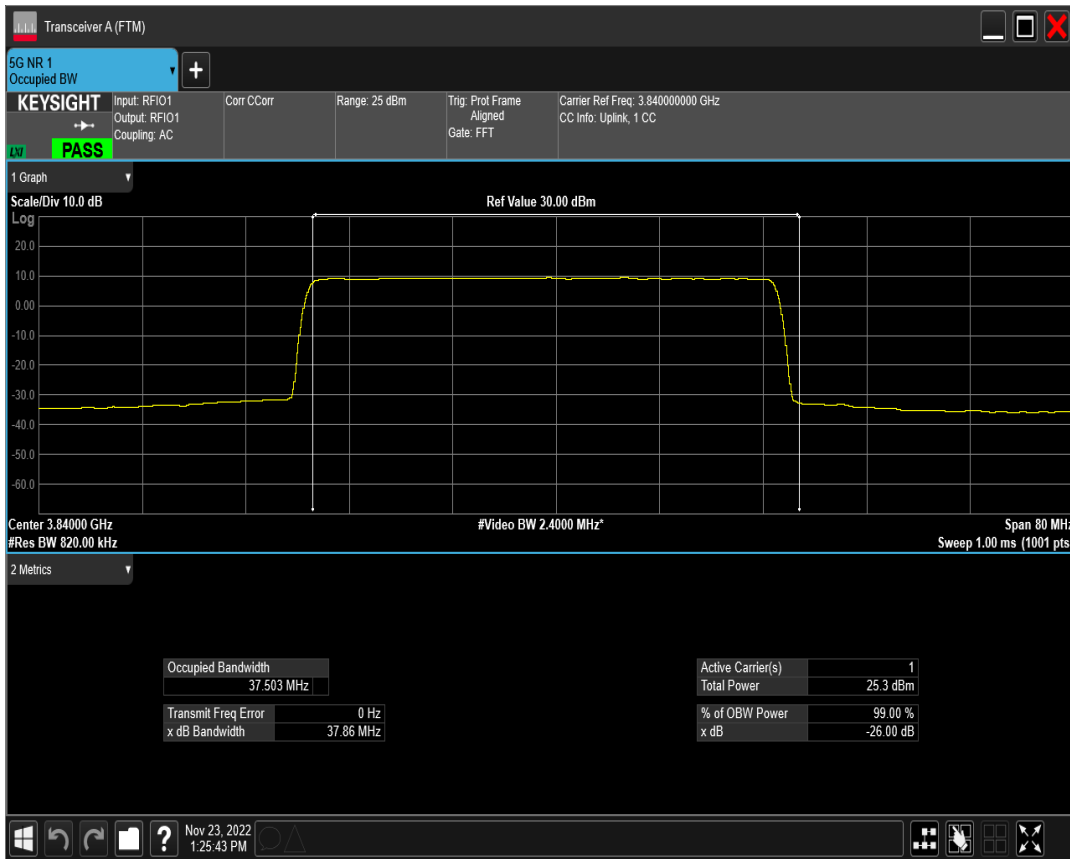 Transceiver A (FTM)
5G NR 1
Occupied BW
+
KEYSIGHT
LXI
PASS
Input: RFIO1
Output: RFIO1
Coupling: AC
Corr CCorr
Range: 25 dBm
Trig: Prot Frame
Aligned
Gate: FFT
Carrier Ref Freq: 3.840000000 GHz
CC Info: Uplink, 1 CC
1 Graph
Scale/Div 10.0 dB
Ref Value 30.00 dBm
Log
20.0
10.0
0.00
-10.0
-20.0
-30.0
-40.0
-50.0
-60.0
Center 3.84000 GHz
#Video BW 2.4000 MHz*
Span 80 MHz
#Res BW 820.00 kHz
Sweep 1.00 ms (1001 pts
2 Metrics
Occupied Bandwidth
37.503 MHz
Transmit Freq Error 0 Hz
x dB Bandwidth 37.86 MHz
Active Carrier(s) 1
Total Power 25.3 dBm
% of OBW Power 99.00 %
x dB -26.00 dB
?
Nov 23, 2022
1:25:43 PM